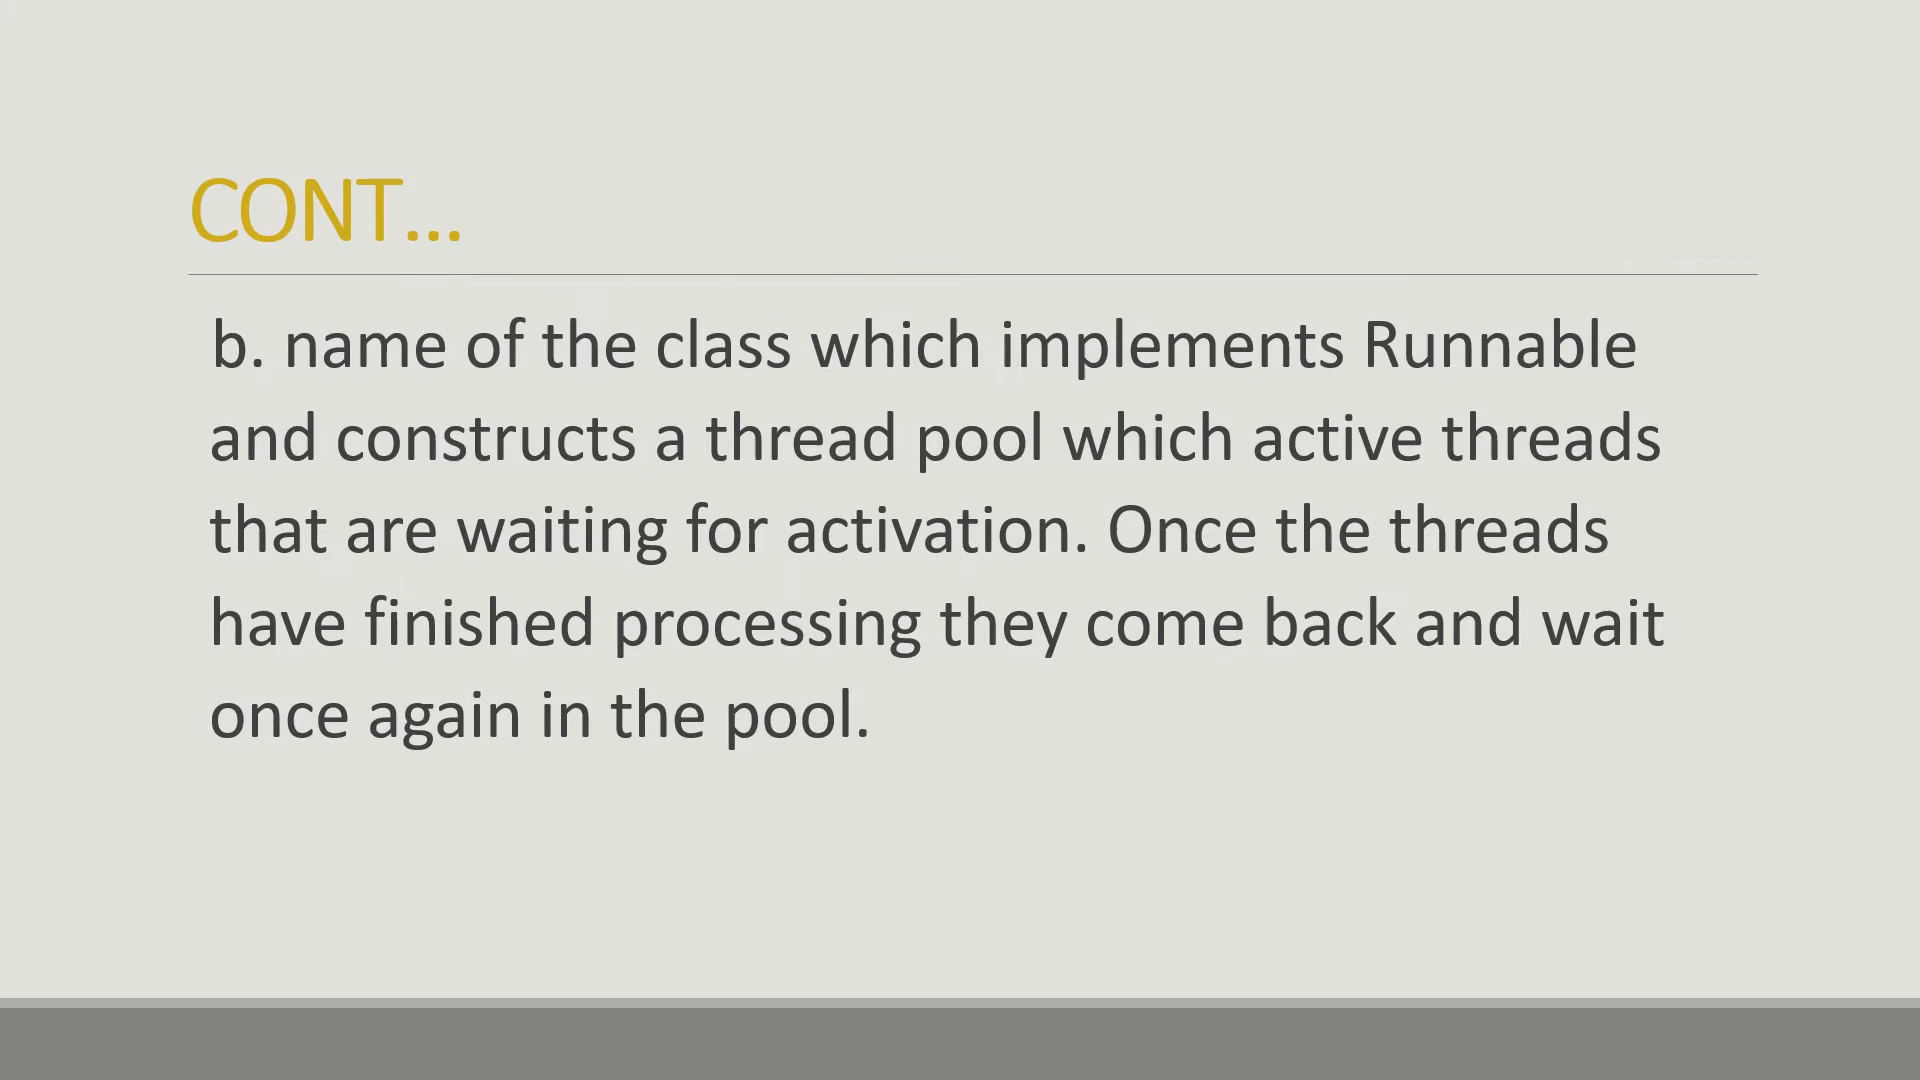 CONT...
b. name of the class which implements Runnable
and constructs a thread pool which active threads
that are waiting for activation. Once the threads
have finished processing they come back and wait
once again in the pool.